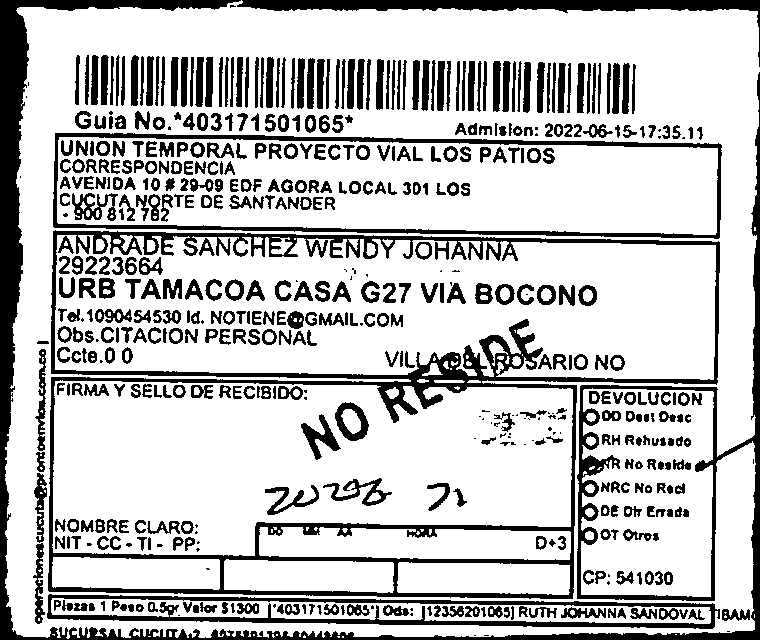 Guia No.*403171501065*
Admision: 2022-06-15-17:35.11
UNION TEMPORAL PROYECTO VIAL LOS PATIOS
CORRESPONDENCIA
AVENIDA 10 # 29-09 EDF AGORA LOCAL 301 LOS
CUCUTA NORTE DE SANTANDER
- 900 812 782
ANDRADE SANCHEZ WENDY JOHANNA
29223664
URB TAMACOA CASA G27 VIA BOCONO
Tel.1090454530 Id. NOTIENE@GMAIL.COM
Obs.CITACION PERSONAL
Ccte.0 0
VILLA DEL ROSARIO NO
NO RESIDE
FIRMA Y SELLO DE RECIBIDO:
DEVOLUCION
DD Dest Desc
RH Rehusado
NR No Reside
NRC No Recl
DE Dir Errada
OT Otros
NOMBRE CLARO:
NIT - CC - TI - PP:
DD MM AA HORA
D+3
CP: 541030
Piezas 1 Peso 0.5gr Valor $1300 [*403171501065*] Ods: [12356201065] RUTH JOHANNA SANDOVAL TIBAM
SUCURSAL CUCUTA-2
operacionescucuta@prontoenvios.com.co |